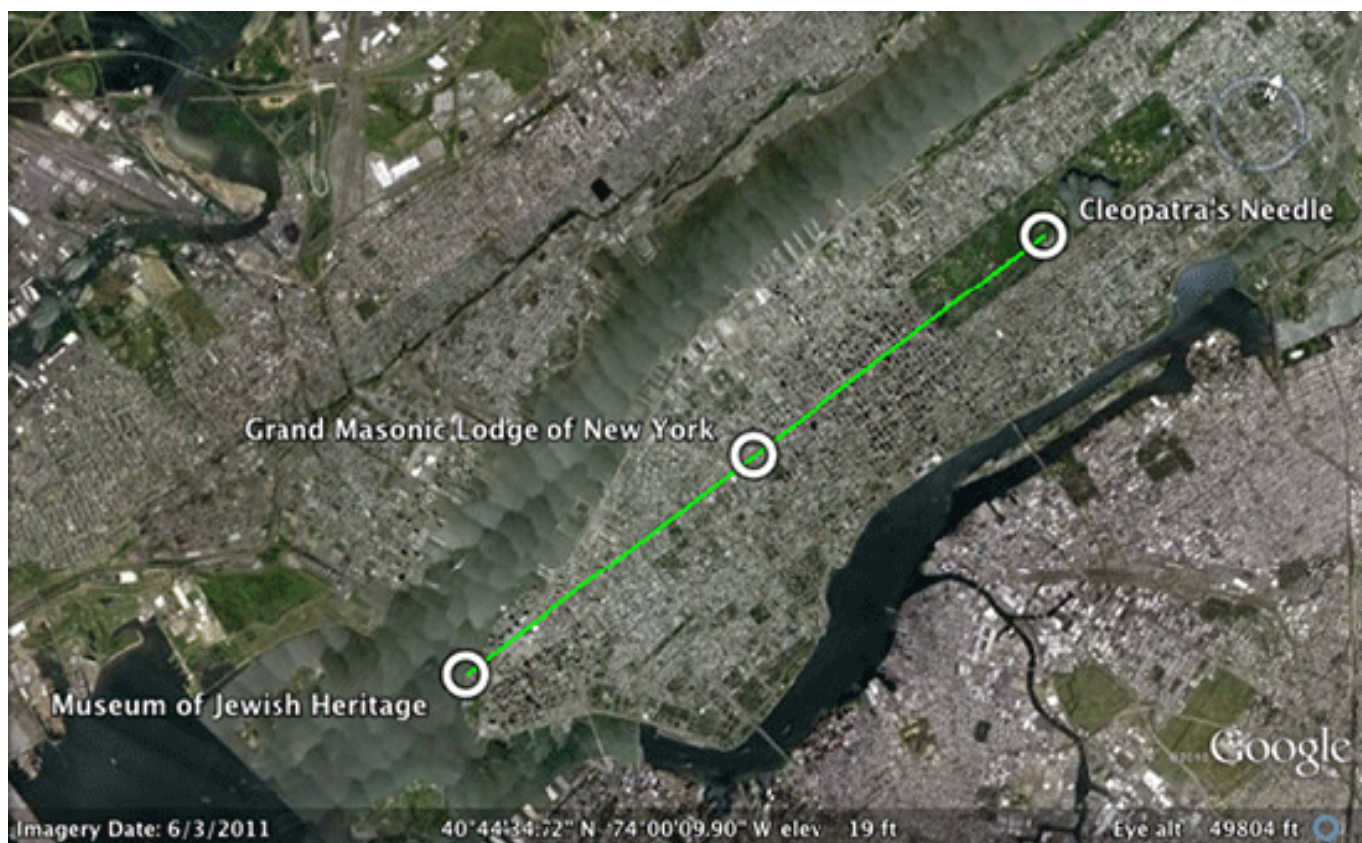 N
Cleopatra's Needle
Grand Masonic Lodge of New York
Museum of Jewish Heritage
©2010 Google
Imagery Date: 6/3/2011 40°44'34.72" N 74°00'09.90" W elev 19 ft Eye alt 49804 ft